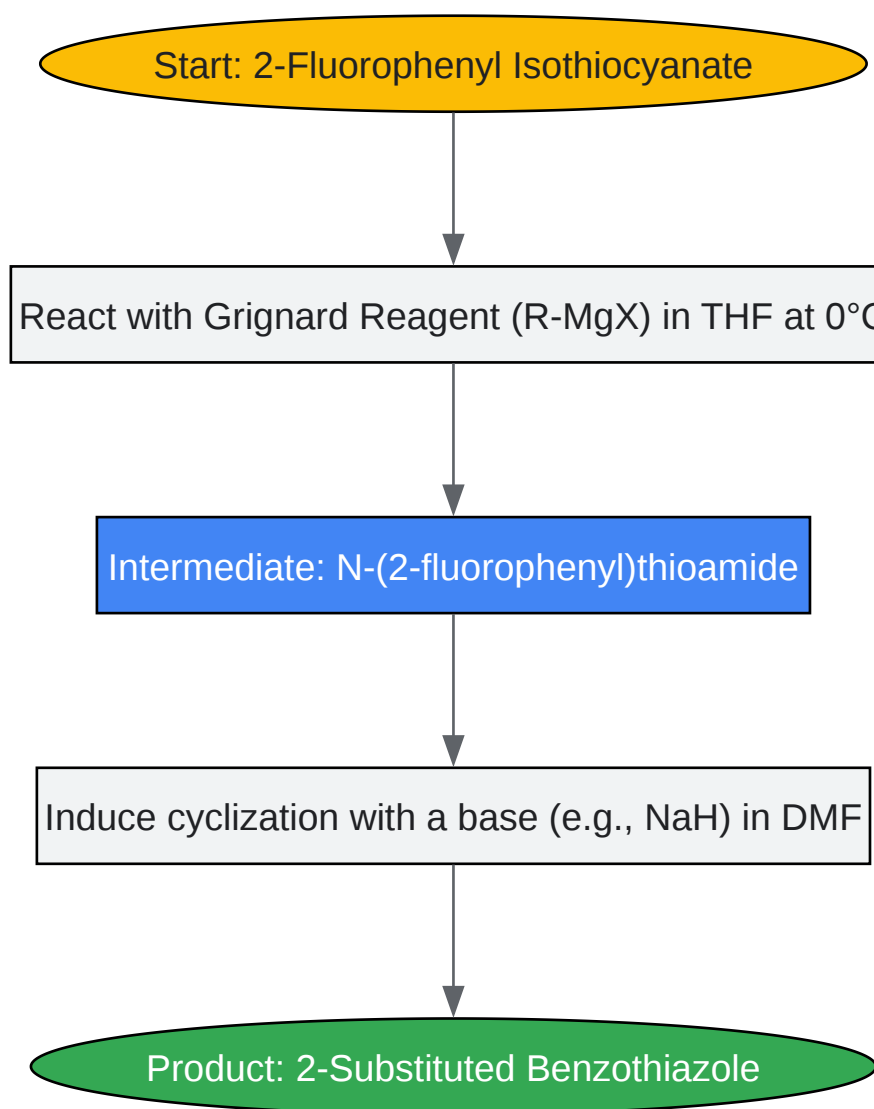 Start: 2-Fluorophenyl Isothiocyanate
React with Grignard Reagent (R-MgX) in THF at 0°C
Intermediate: N-(2-fluorophenyl)thioamide
Induce cyclization with a base (e.g., NaH) in DMF
Product: 2-Substituted Benzothiazole